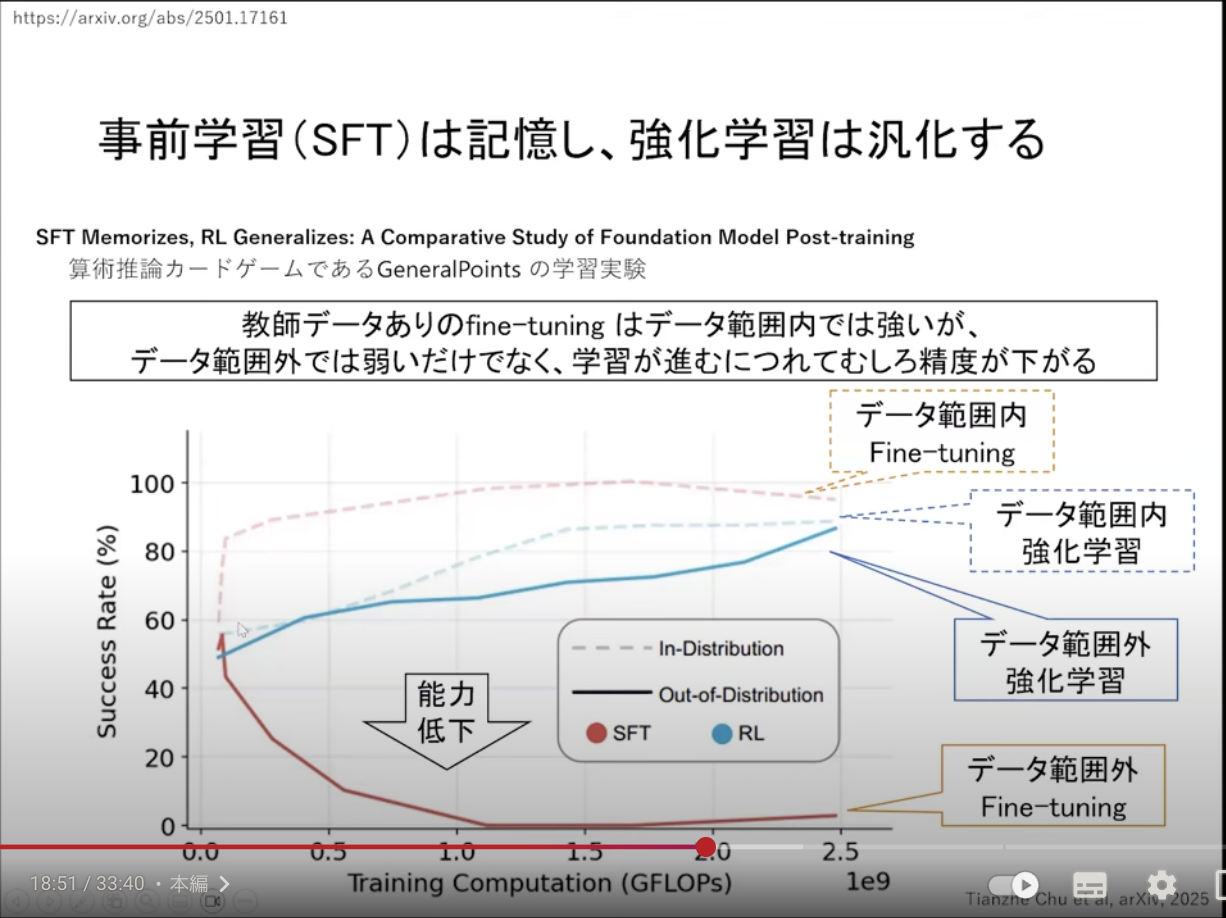 https://arxiv.org/abs/2501.17161
事前学習(SFT)は記憶し、強化学習は汎化する
SFT Memorizes, RL Generalizes: A Comparative Study of Foundation Model Post-training
算術推論カードゲームであるGeneralPoints の学習実験
教師データありのfine-tuning はデータ範囲内では強いが、
データ範囲外では弱いだけでなく、学習が進むにつれてむしろ精度が下がる
データ範囲内
Fine-tuning
データ範囲内
強化学習
データ範囲外
強化学習
データ範囲外
Fine-tuning
Success Rate (%)
100
80
60
40
20
0
能力
低下
In-Distribution
Out-of-Distribution
SFT
RL
0.0 0.5 1.0 1.5 2.0 2.5
Training Computation (GFLOPs)
1e9
18:51 / 33:40 ・ 本編
Tianzhe Chu et al, arXiv, 2025